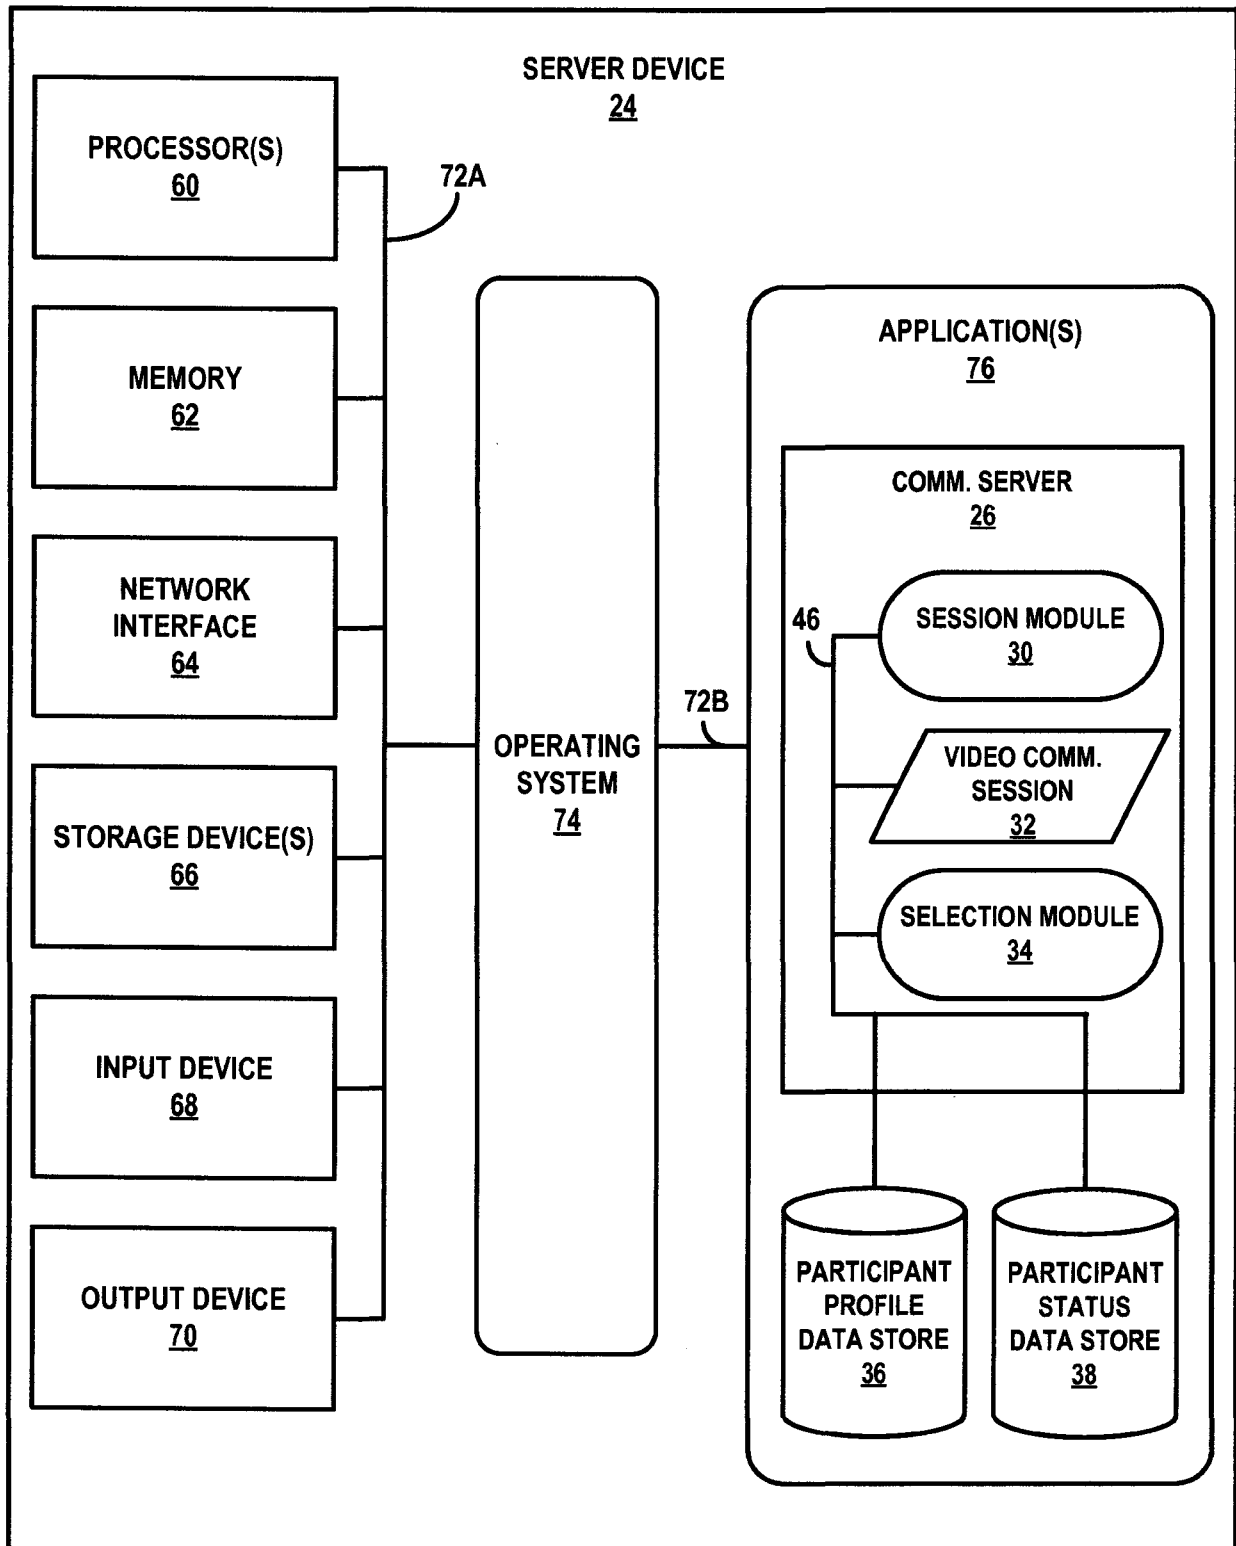 SERVER DEVICE
24
PROCESSOR(S)
60
72A
MEMORY
62
NETWORK
INTERFACE
64
STORAGE DEVICE(S)
66
INPUT DEVICE
68
OUTPUT DEVICE
70
OPERATING
SYSTEM
74
72B
APPLICATION(S)
76
COMM. SERVER
26
46
SESSION MODULE
30
VIDEO COMM.
SESSION
32
SELECTION MODULE
34
PARTICIPANT
PROFILE
DATA STORE
36
PARTICIPANT
STATUS
DATA STORE
38